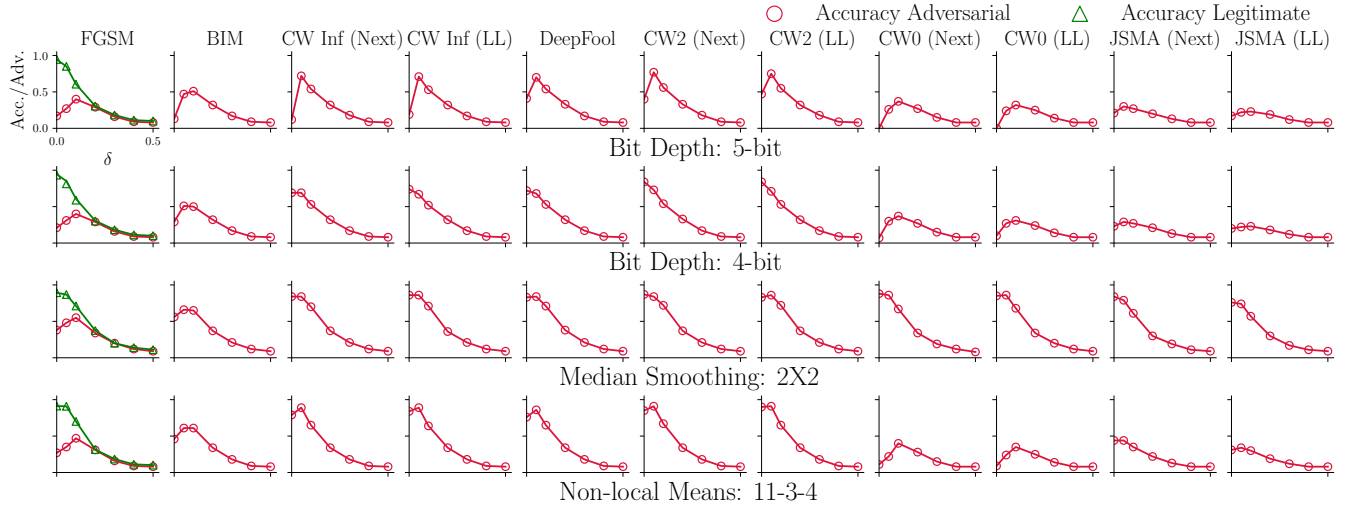 Accuracy Adversarial Accuracy Legitimate
FGSM BIM CW Inf (Next) CW Inf (LL) DeepFool CW2 (Next) CW2 (LL) CW0 (Next) CW0 (LL) JSMA (Next) JSMA (LL)
Acc./Adv.
1.0
0.5
0.0
0.0 0.5
δ
Bit Depth: 5-bit
Bit Depth: 4-bit
Median Smoothing: 2X2
Non-local Means: 11-3-4